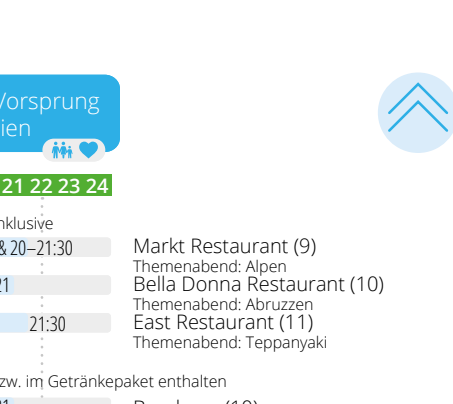 Vorsprung
ien
21 22 23 24
nklusive
& 20–21:30
Markt Restaurant (9)
Themenabend: Alpen
21
Bella Donna Restaurant (10)
Themenabend: Abruzzen
21:30
East Restaurant (11)
Themenabend: Teppanyaki
zw. im Getränkepaket enthalten